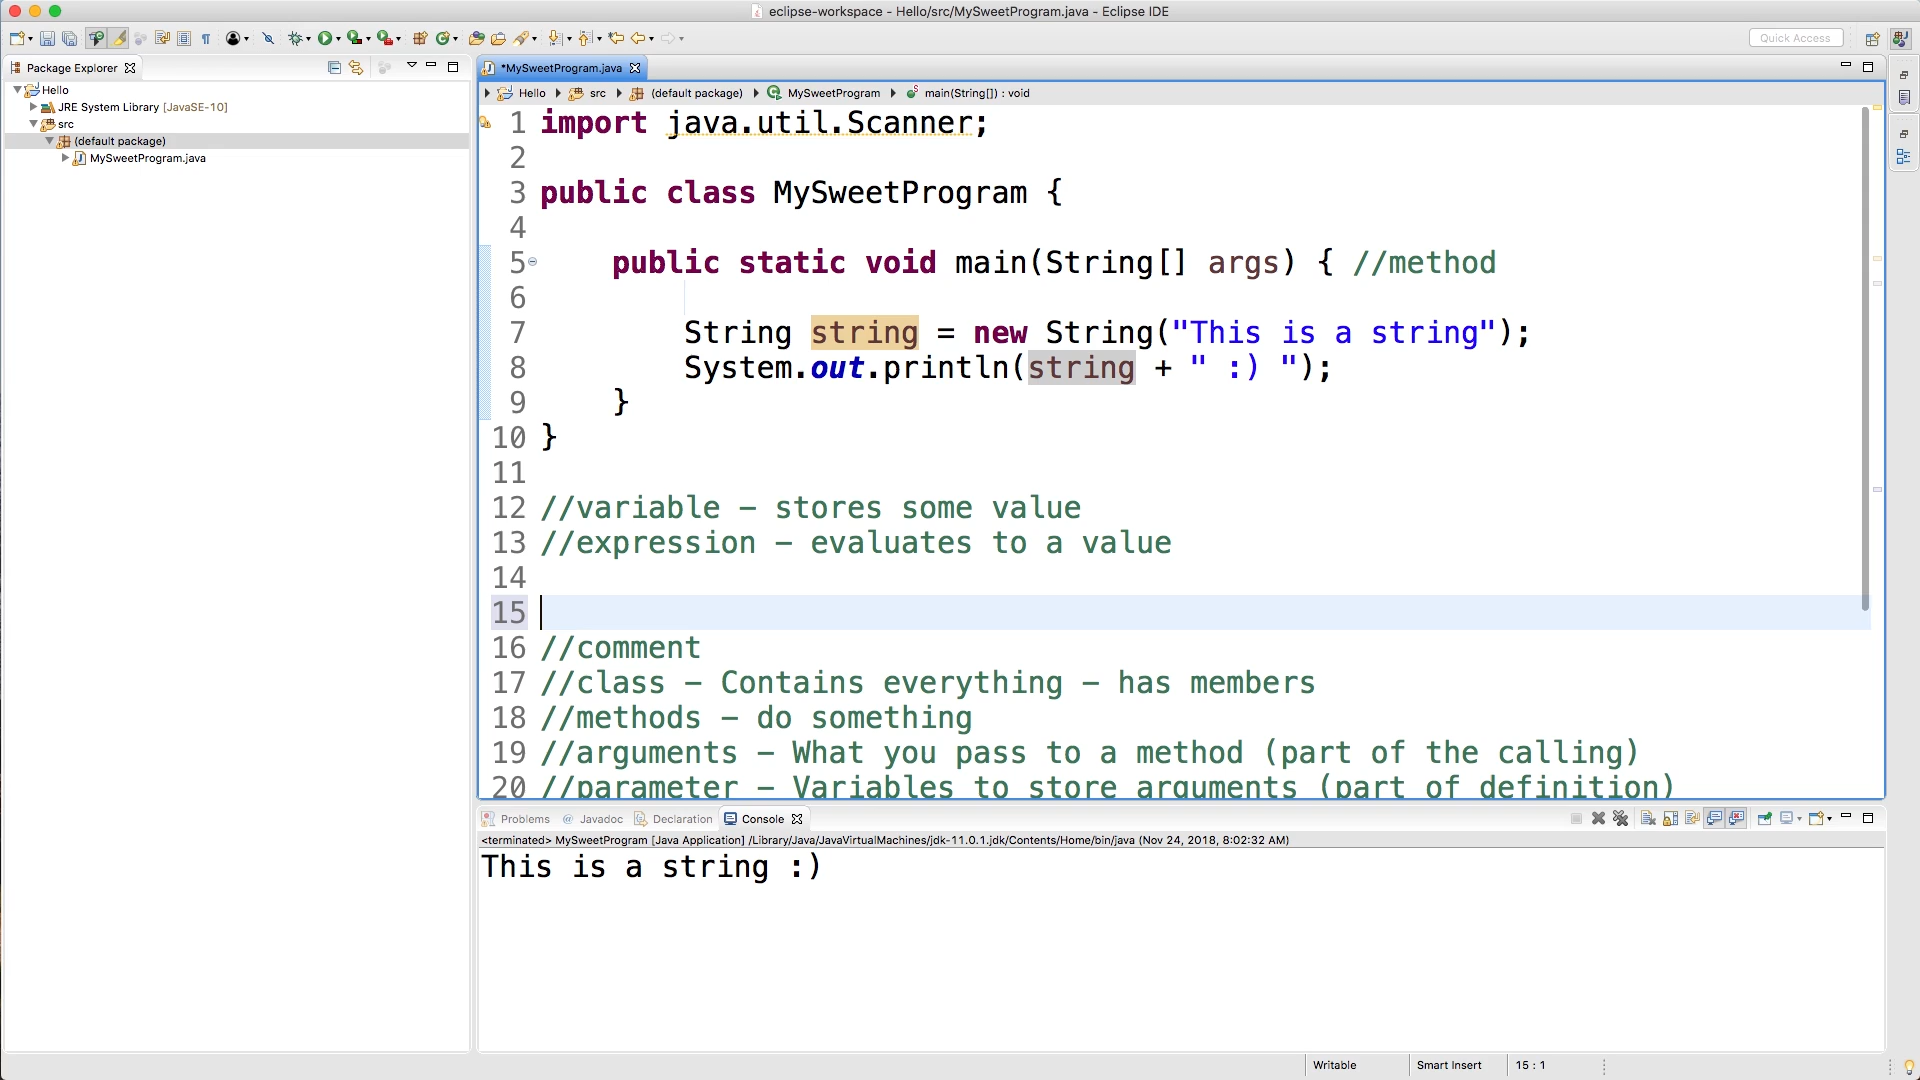 eclipse-workspace - Hello/src/MySweetProgram.java - Eclipse IDE
Quick Access
Package Explorer
*MySweetProgram.java
Hello
JRE System Library [JavaSE-10]
src
(default package)
MySweetProgram.java
Hello src (default package) MySweetProgram main(String[]) : void
1 import java.util.Scanner;
2
3 public class MySweetProgram {
4
5 public static void main(String[] args) { //method
6
7 String string = new String("This is a string");
8 System.out.println(string + " :) ");
9 }
10 }
11
12 //variable – stores some value
13 //expression – evaluates to a value
14
15
16 //comment
17 //class – Contains everything – has members
18 //methods – do something
19 //arguments – What you pass to a method (part of the calling)
20 //parameter – Variables to store arguments (part of definition)
Problems @ Javadoc Declaration Console
<terminated> MySweetProgram [Java Application] /Library/Java/JavaVirtualMachines/jdk-11.0.1.jdk/Contents/Home/bin/java (Nov 24, 2018, 8:02:32 AM)
This is a string :)
Writable Smart Insert 15 : 1